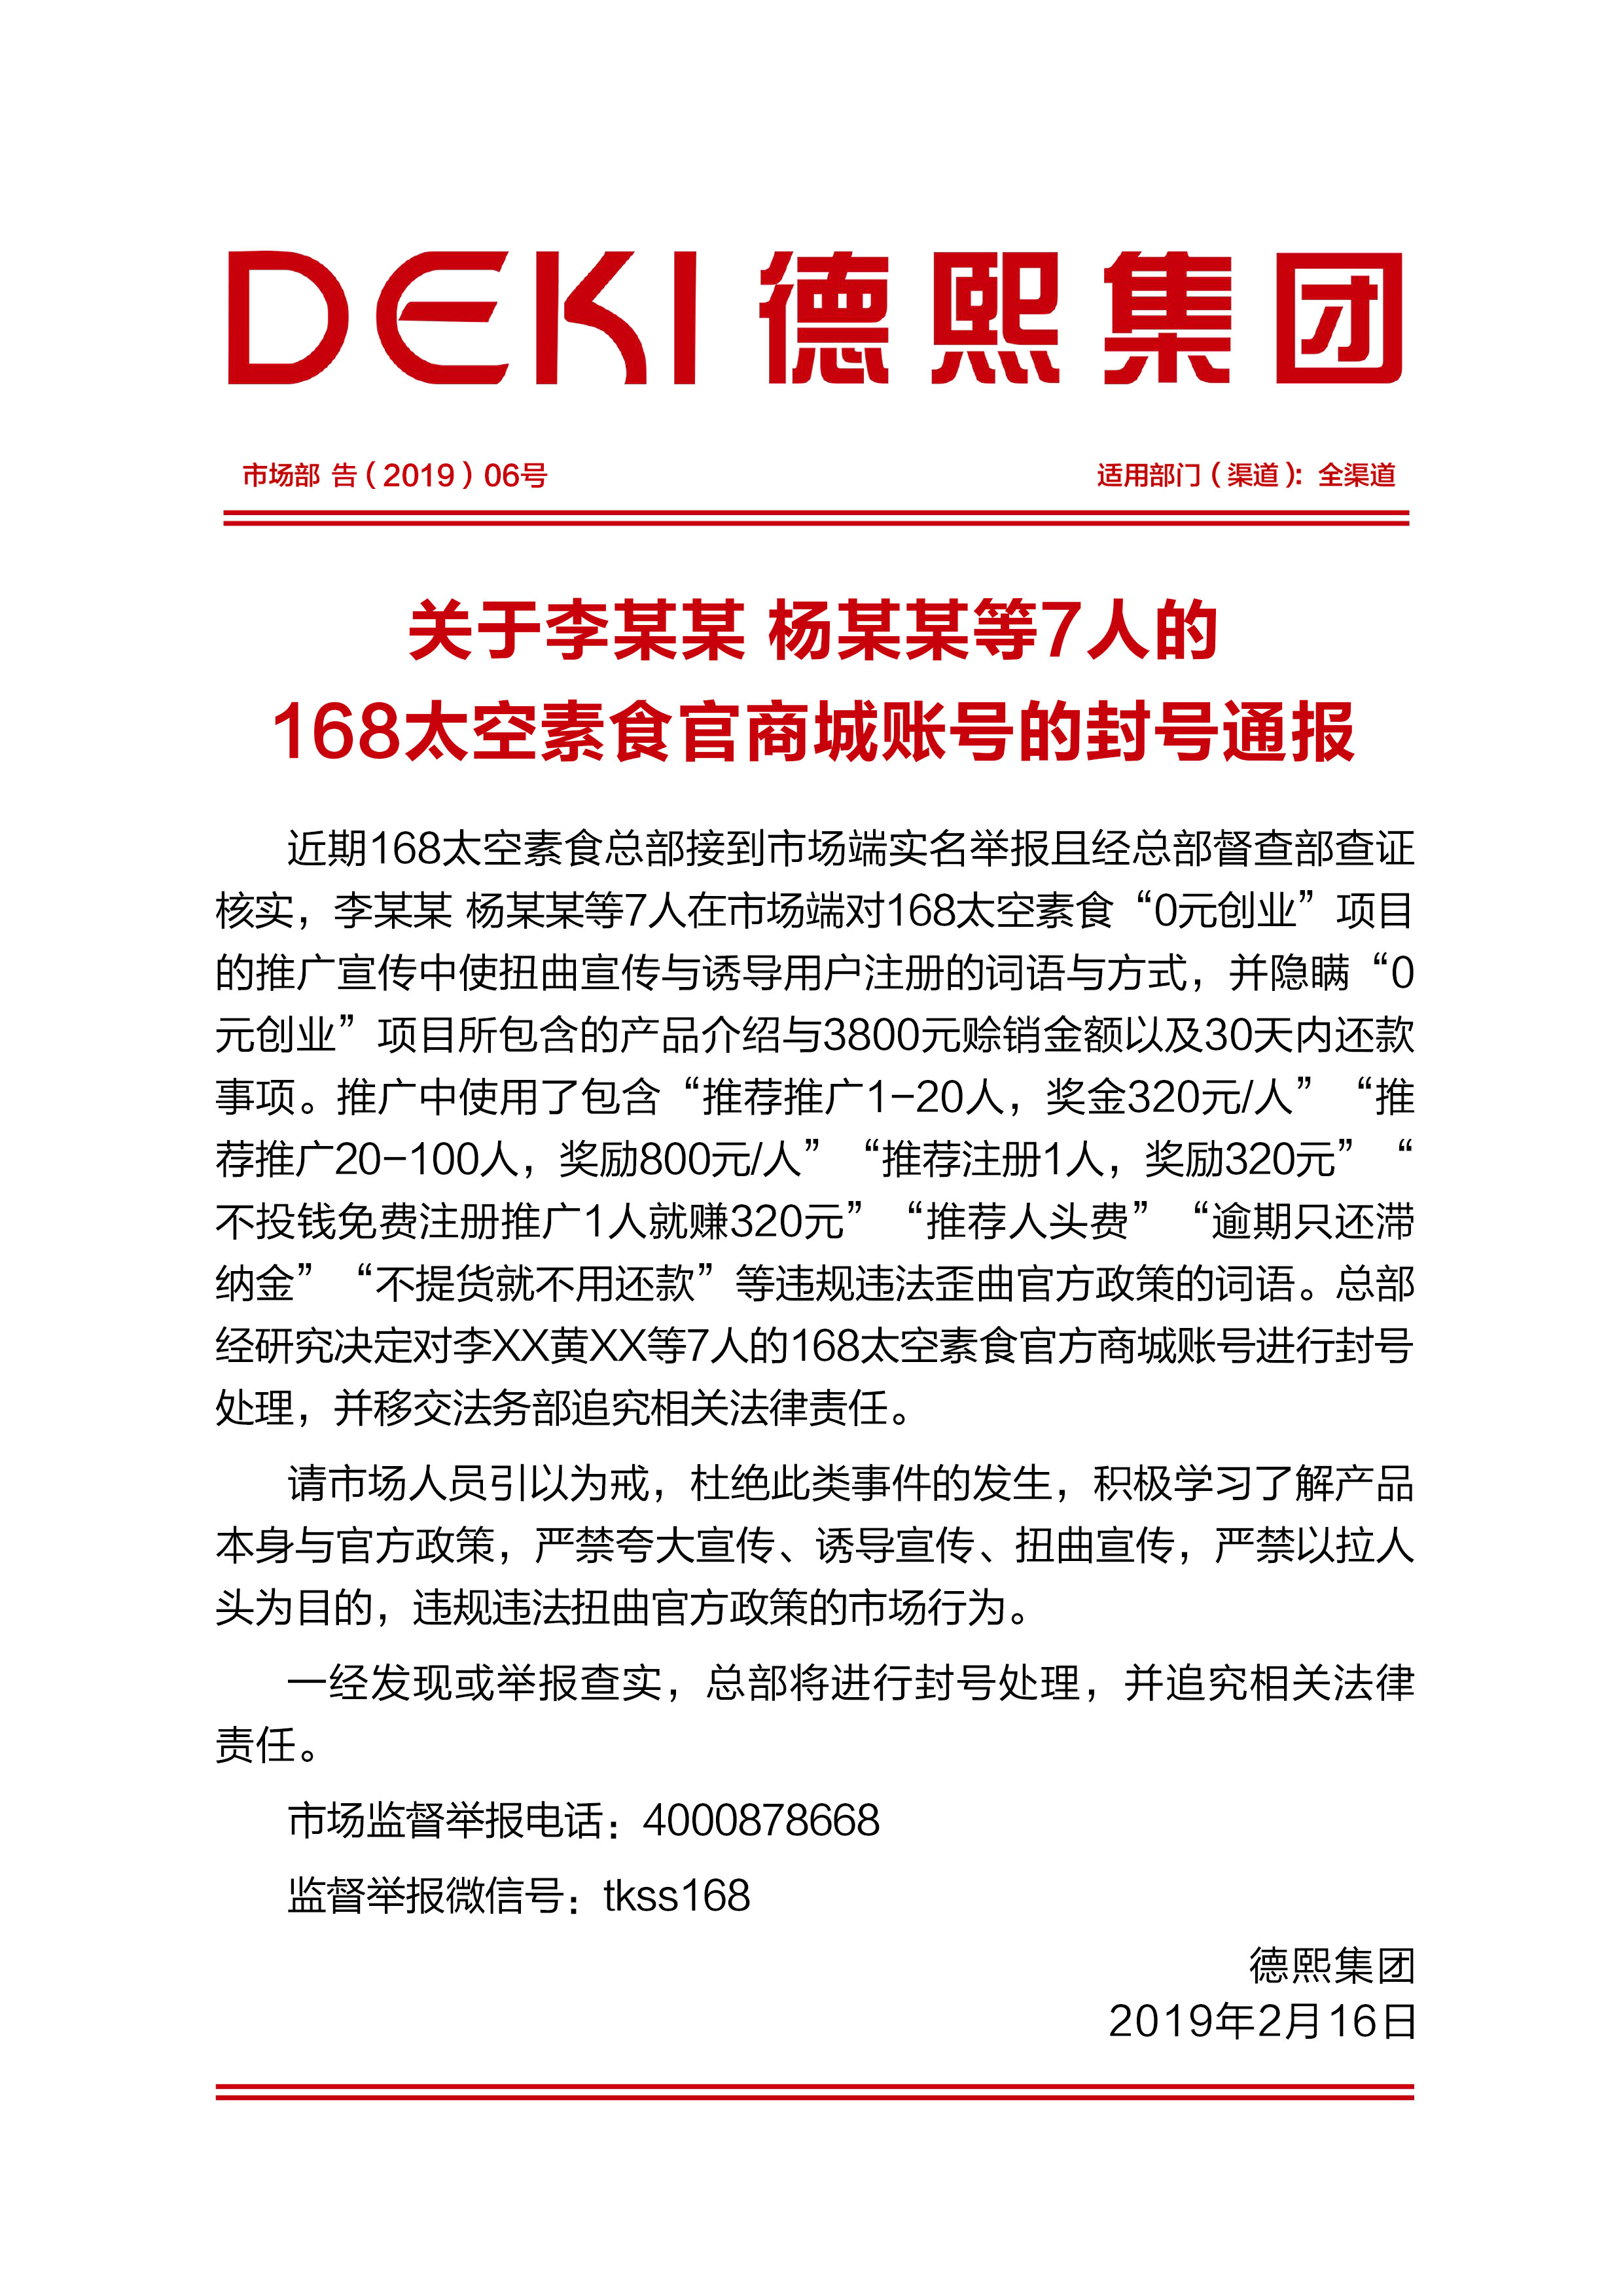 DEKI 德熙集团
市场部 告（2019）06号 适用部门（渠道）：全渠道
关于李某某 杨某某等7人的
168太空素食官商城账号的封号通报
近期168太空素食总部接到市场端实名举报且经总部督查部查证
核实，李某某 杨某某等7人在市场端对168太空素食“0元创业”项目
的推广宣传中使扭曲宣传与诱导用户注册的词语与方式，并隐瞒“0
元创业”项目所包含的产品介绍与3800元赊销金额以及30天内还款
事项。推广中使用了包含“推荐推广1-20人，奖金320元/人”“推
荐推广20-100人，奖励800元/人”“推荐注册1人，奖励320元”“
不投钱免费注册推广1人就赚320元”“推荐人头费”“逾期只还滞
纳金”“不提货就不用还款”等违规违法歪曲官方政策的词语。总部
经研究决定对李XX黄XX等7人的168太空素食官方商城账号进行封号
处理，并移交法务部追究相关法律责任。
请市场人员引以为戒，杜绝此类事件的发生，积极学习了解产品
本身与官方政策，严禁夸大宣传、诱导宣传、扭曲宣传，严禁以拉人
头为目的，违规违法扭曲官方政策的市场行为。
一经发现或举报查实，总部将进行封号处理，并追究相关法律
责任。
市场监督举报电话：4000878668
监督举报微信号：tkss168
德熙集团
2019年2月16日